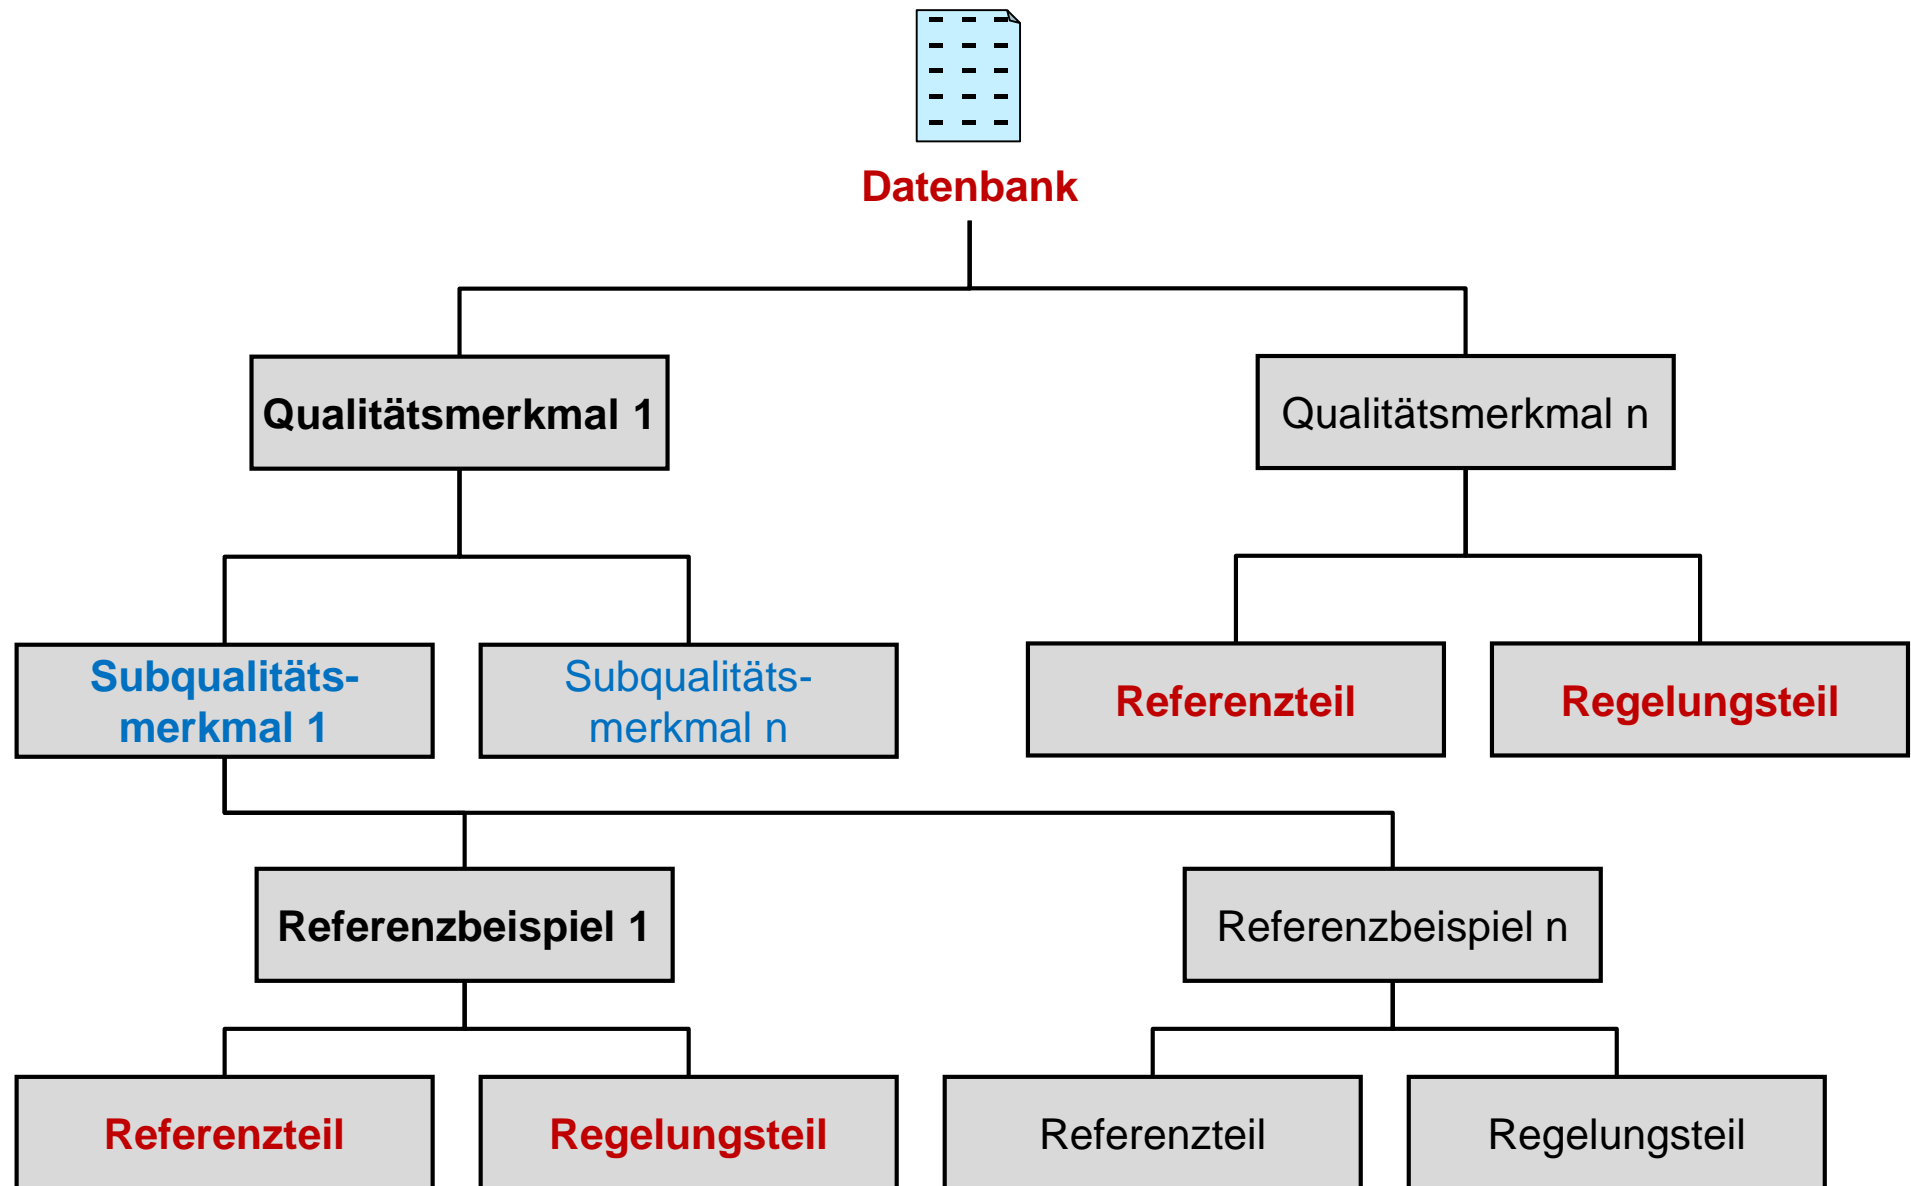 Datenbank
Qualitätsmerkmal 1
Qualitätsmerkmal n
Subqualitäts-
merkmal 1
Subqualitäts-
merkmal n
Referenzteil
Regelungsteil
Referenzbeispiel 1
Referenzbeispiel n
Referenzteil
Regelungsteil
Referenzteil
Regelungsteil